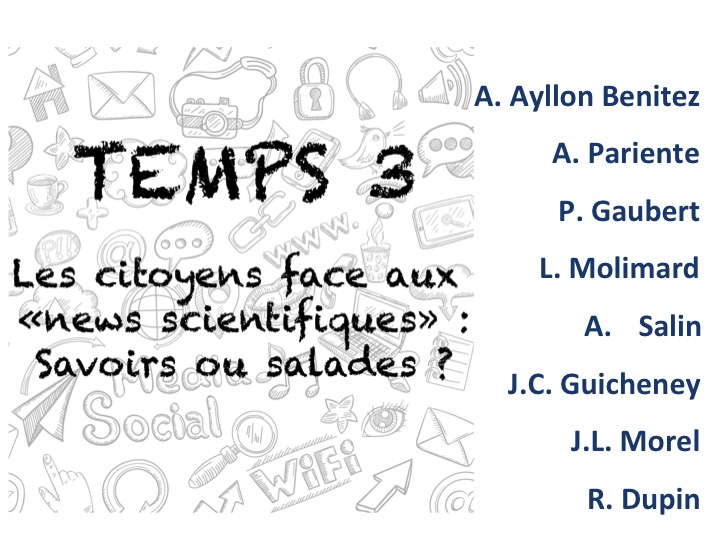 TEMPS 3
Les citoyens face aux
«news scientifiques» :
Savoirs ou salades ?
www.
Media
Social
WiFi
A. Ayllon Benitez
A. Pariente
P. Gaubert
L. Molimard
A. Salin
J.C. Guicheney
J.L. Morel
R. Dupin